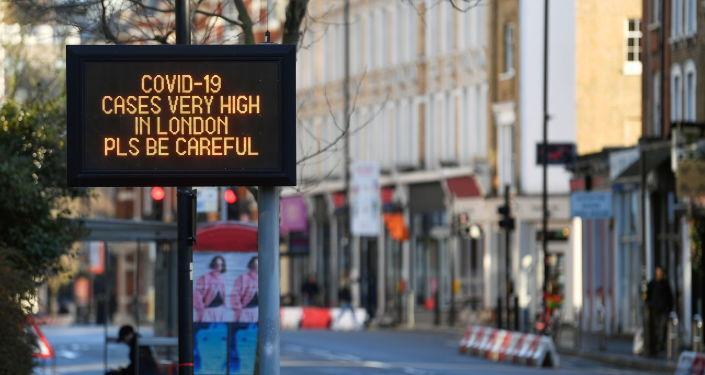 COVID-19
CASES VERY HIGH
IN LONDON
PLS BE CAREFUL